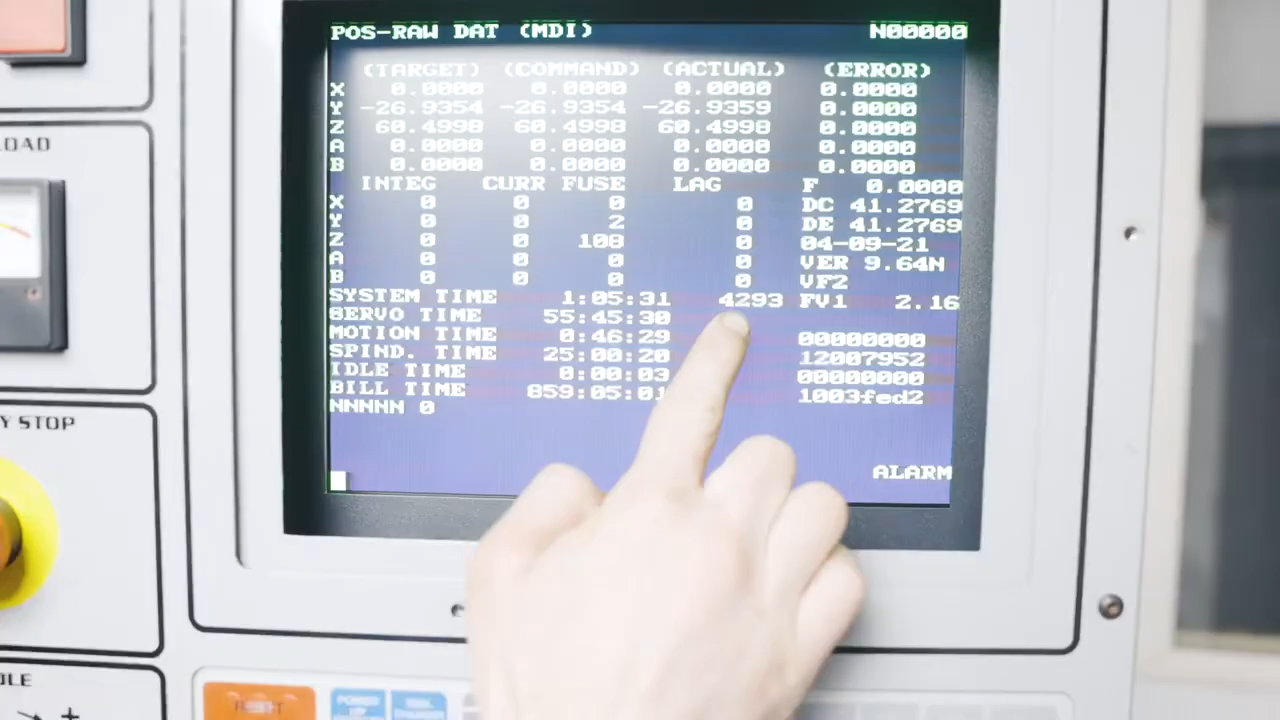 POS-RAW DAT (MDI) N00000
(TARGET) (COMMAND) (ACTUAL) (ERROR)
X 0.0000 0.0000 0.0000 0.0000
Y -26.9354 -26.9354 -26.9359 0.0000
Z 60.4998 60.4998 60.4998 0.0000
A 0.0000 0.0000 0.0000 0.0000
B 0.0000 0.0000 0.0000 0.0000
INTEG CURR FUSE LAG F 0.0000
X 0 0 0 0 DC 41.2769
Y 0 0 2 0 DE 41.2769
Z 0 0 108 0 04-09-21
A 0 0 0 0 VER 9.64N
B 0 0 0 0 VF2
SYSTEM TIME 1:05:31 4293 FV1 2.16
SERVO TIME 55:45:30
MOTION TIME 0:46:29 00000000
SPIND. TIME 25:00:20 12007952
IDLE TIME 0:00:03 00000000
BILL TIME 859:05:01 1003fed2
NNNNN 0
ALARM
OAD
Y STOP
DLE
RESET